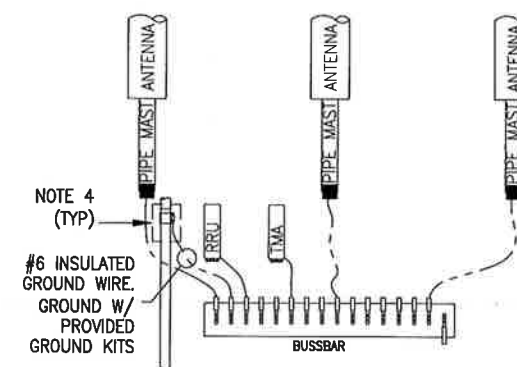 ANTENNA
PIPE MAST
ANTENNA
PIPE MAST
ANTENNA
PIPE MAST
NOTE 4
(TYP)
RRU
TMA
#6 INSULATED
GROUND WIRE.
GROUND W/
PROVIDED
GROUND KITS
BUSSBAR